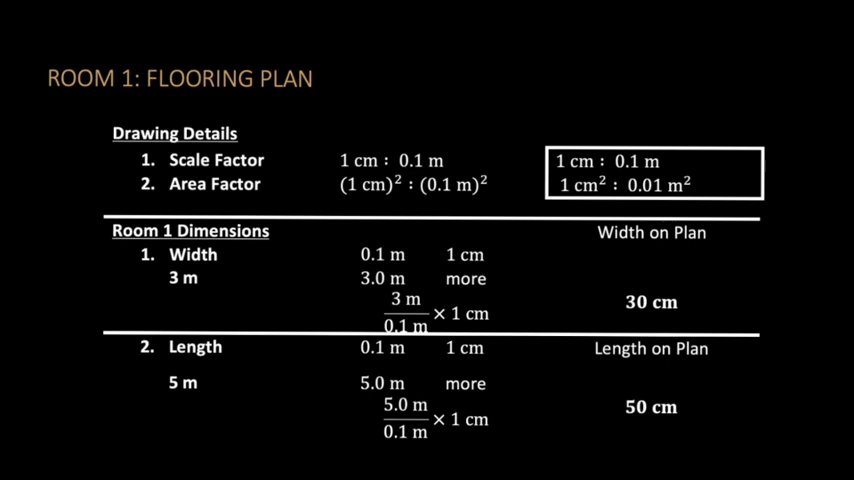 ROOM 1: FLOORING PLAN
Drawing Details
1. Scale Factor 1 cm : 0.1 m 1 cm : 0.1 m
2. Area Factor (1 cm)² : (0.1 m)² 1 cm² : 0.01 m²
Room 1 Dimensions Width on Plan
1. Width 0.1 m 1 cm
3 m 3.0 m more
3 m / 0.1 m × 1 cm 30 cm
2. Length 0.1 m 1 cm Length on Plan
5 m 5.0 m more
5.0 m / 0.1 m × 1 cm 50 cm